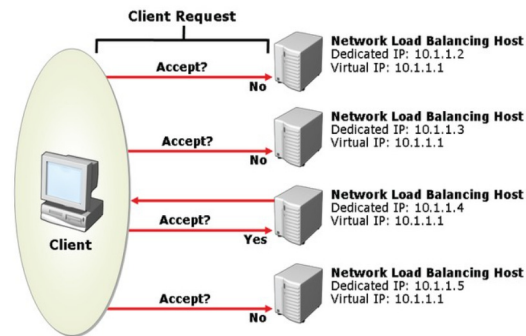 Client Request
Network Load Balancing Host
Dedicated IP: 10.1.1.2
Virtual IP: 10.1.1.1
Accept?
No
Network Load Balancing Host
Dedicated IP: 10.1.1.3
Virtual IP: 10.1.1.1
Accept?
No
Network Load Balancing Host
Dedicated IP: 10.1.1.4
Virtual IP: 10.1.1.1
Accept?
Yes
Client
Network Load Balancing Host
Dedicated IP: 10.1.1.5
Virtual IP: 10.1.1.1
Accept?
No